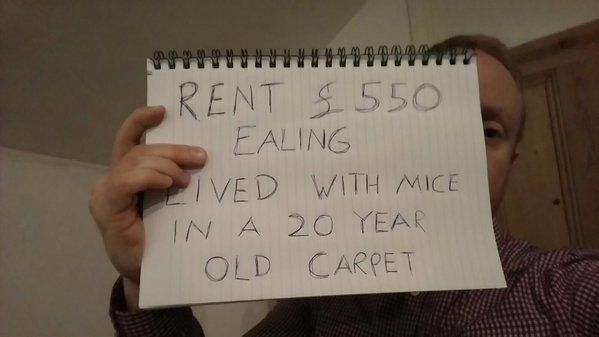 RENT £550
EALING
LIVED WITH MICE
IN A 20 YEAR
OLD CARPET